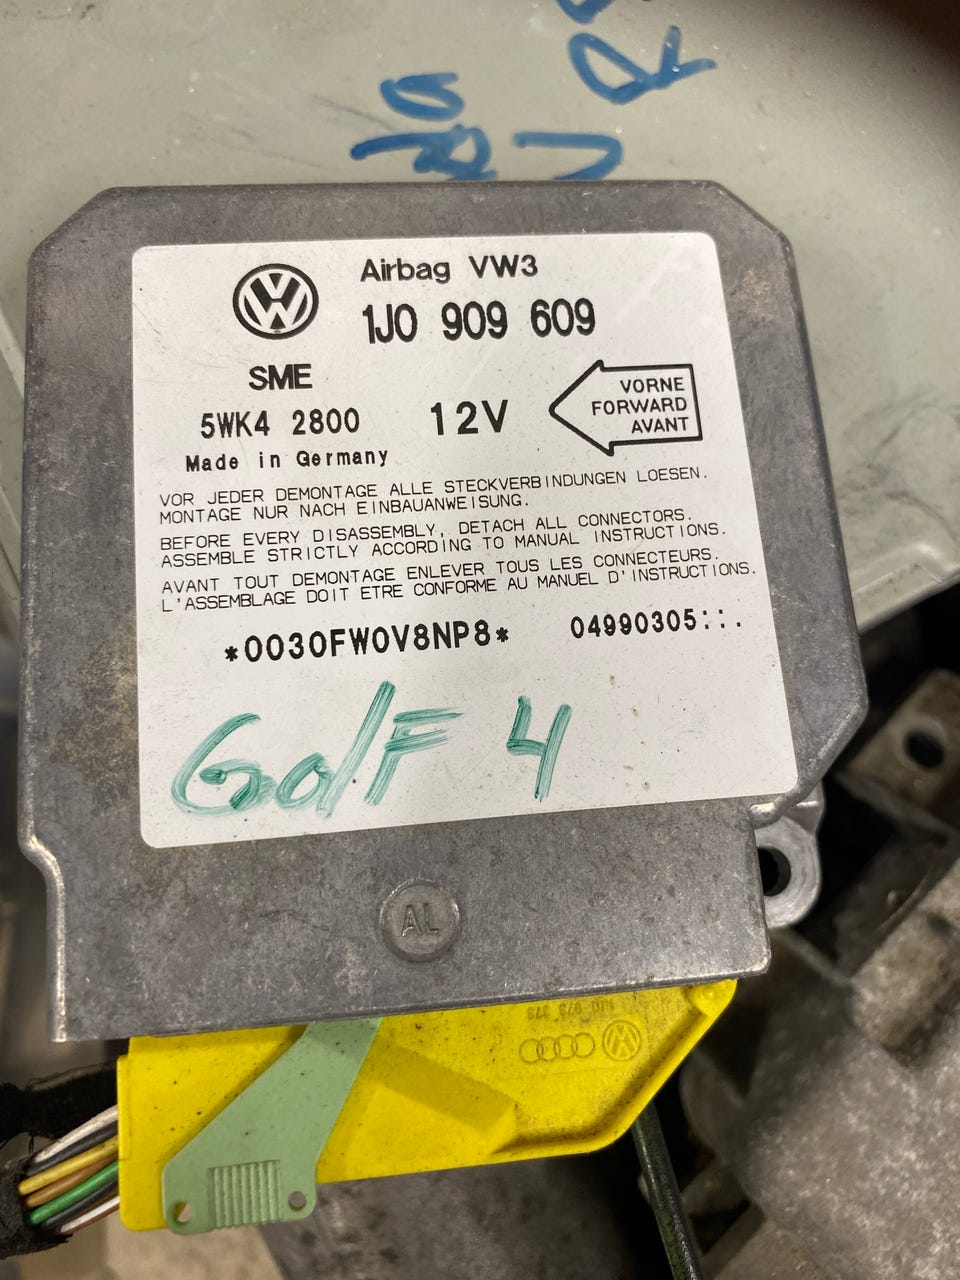 Airbag VW3
1J0 909 609
SME
5WK4 2800
12V
VORNE
FORWARD
AVANT
Made in Germany
VOR JEDER DEMONTAGE ALLE STECKVERBINDUNGEN LOESEN.
MONTAGE NUR NACH EINBAUANWEISUNG.
BEFORE EVERY DISASSEMBLY, DETACH ALL CONNECTORS.
ASSEMBLE STRICTLY ACCORDING TO MANUAL INSTRUCTIONS.
AVANT TOUT DEMONTAGE ENLEVER TOUS LES CONNECTEURS.
L'ASSEMBLAGE DOIT ETRE CONFORME AU MANUEL D'INSTRUCTIONS.
*0030FW0V8NP8*
04990305::.
Golf 4
AL